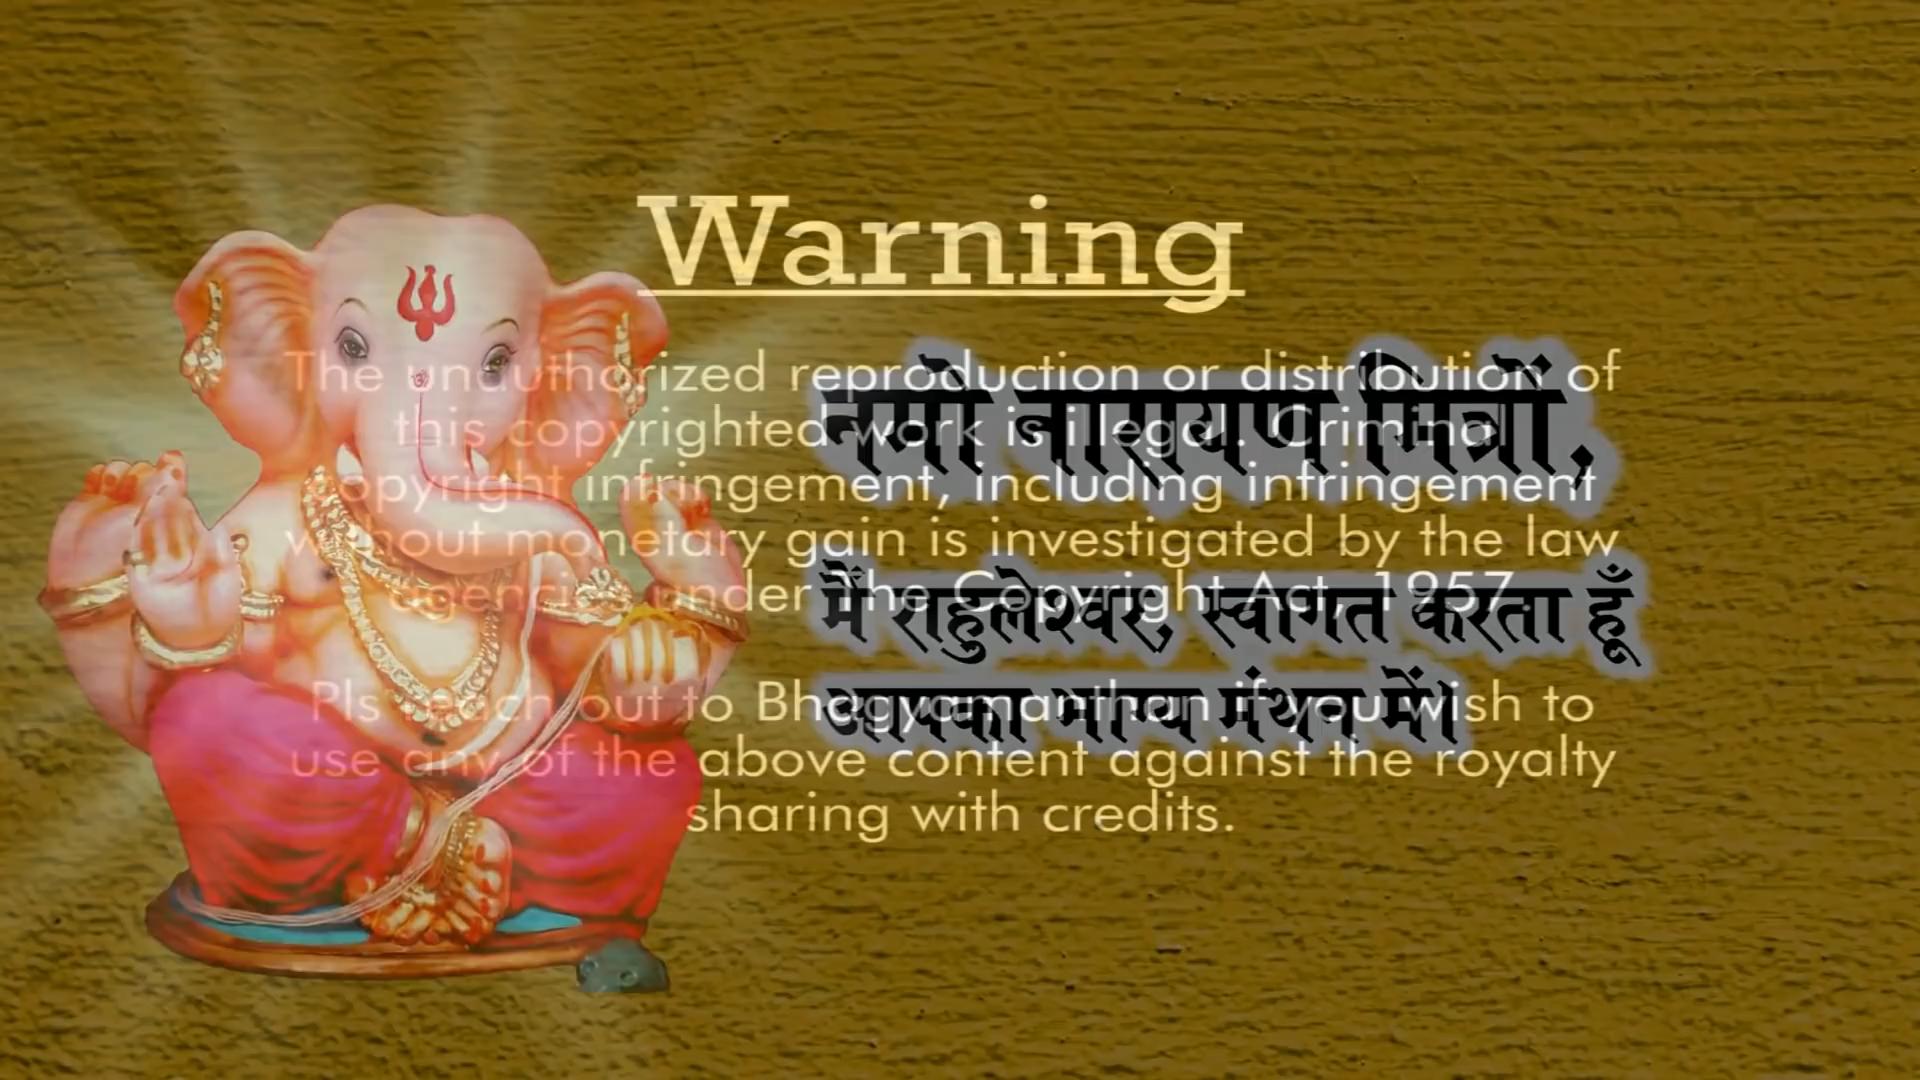 Warning
The unauthorized reproduction or distribution of
this copyrighted work is illegal. Criminal
copyright infringement, including infringement
without monetary gain is investigated by the law
agencies under The Copyright Act, 1957.
Pls reach out to Bhagyamanthan if you wish to
use any of the above content against the royalty
sharing with credits.
नमो नारायण मित्रों,
मैं राहुलेश्वर, स्वागत करता हूँ
आपका भाग्य मंथन में।